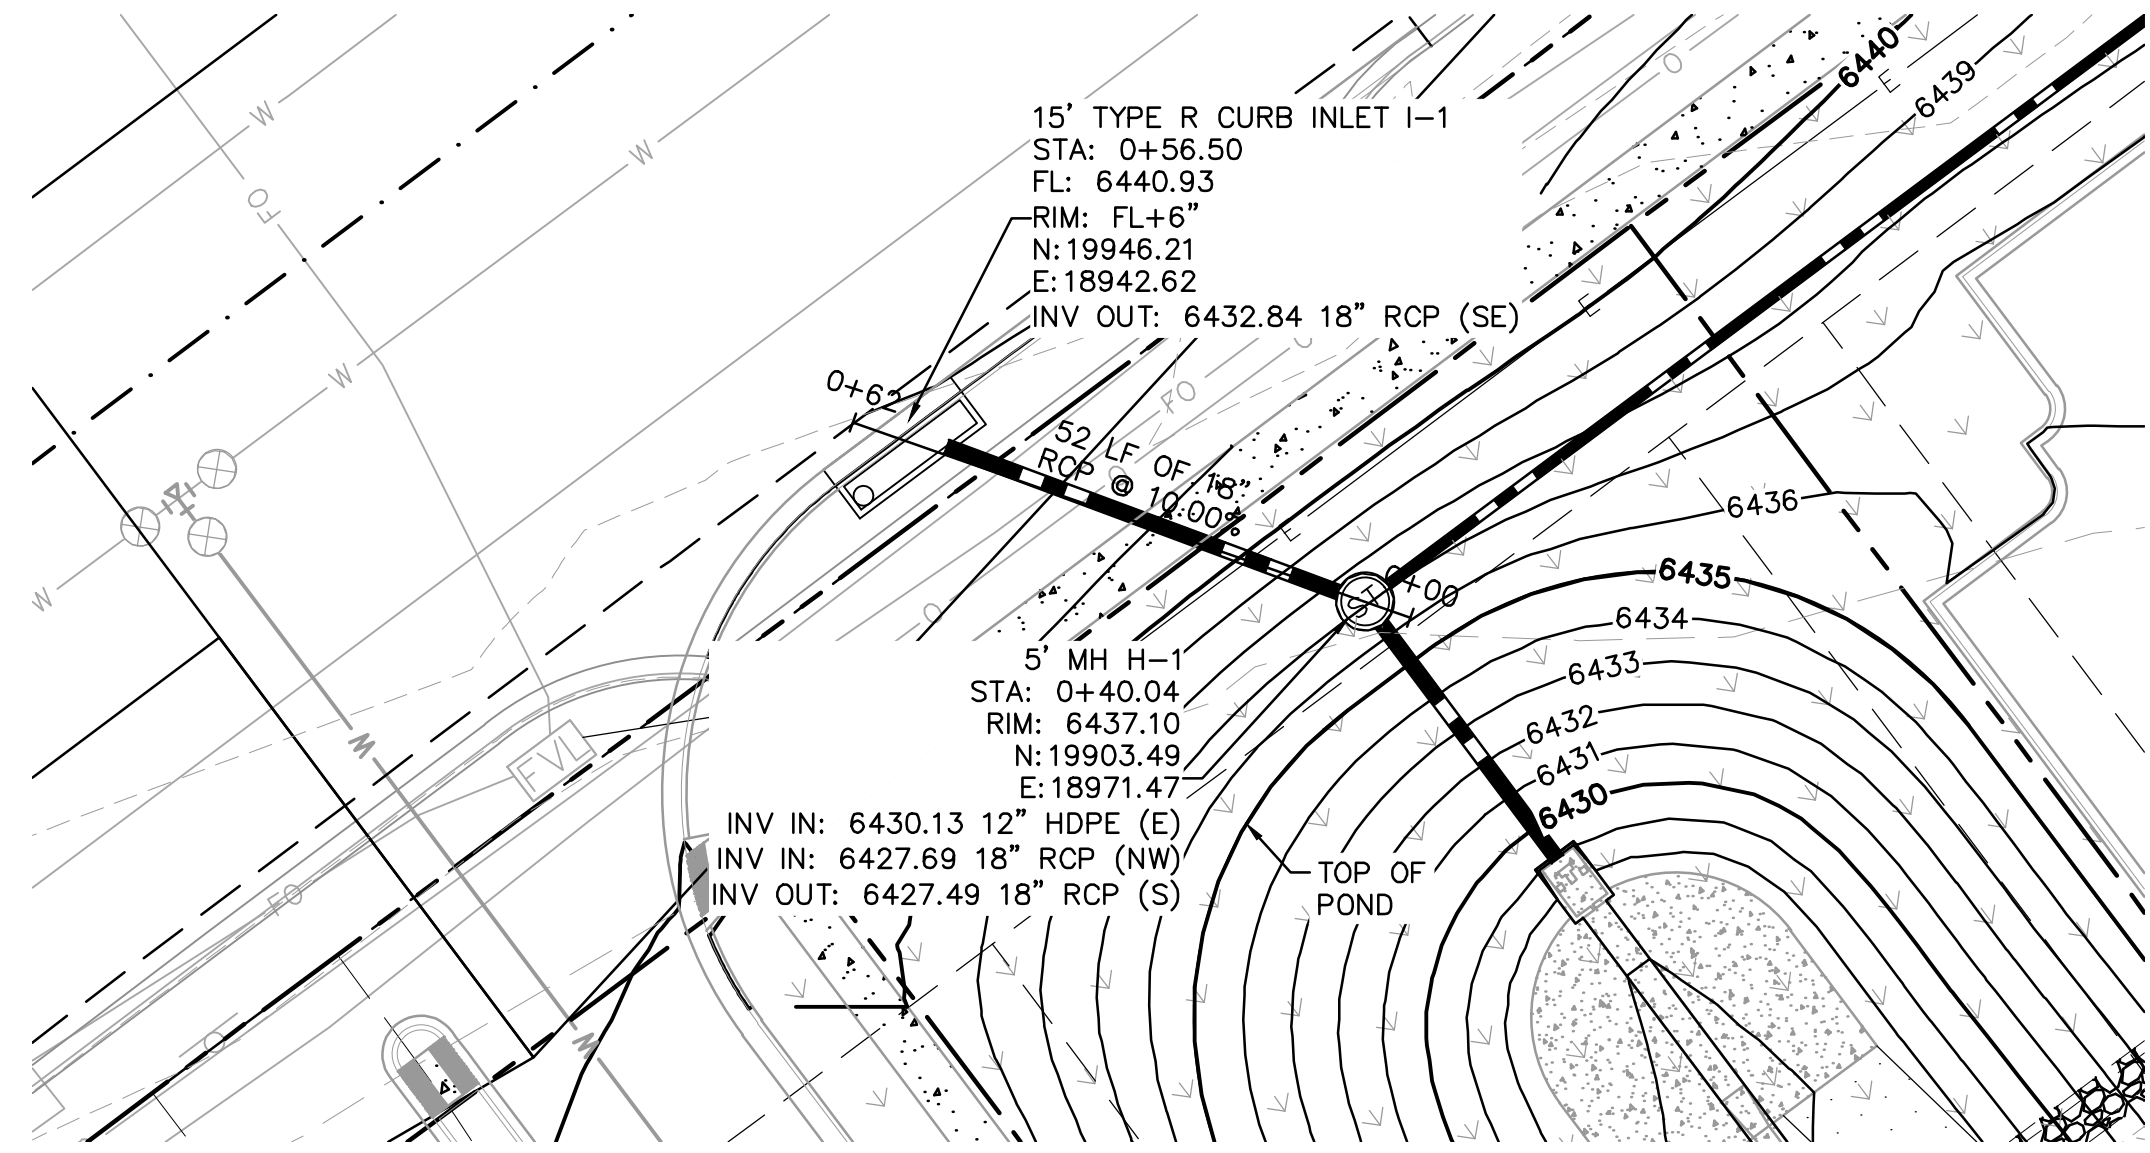 6440
6439
W
W
FO
O
E
15’ TYPE R CURB INLET I-1
STA: 0+56.50
FL: 6440.93
RIM: FL+6”
N:19946.21
E:18942.62
INV OUT: 6432.84 18” RCP (SE)
E
W
0+62
FO
52 LF OF 18”
RCP @ 10.00%
6436
E
W
ST
0+00
O
6435
6434
6433
6432
6431
6430
5’ MH H-1
STA: 0+40.04
RIM: 6437.10
N:19903.49
E:18971.47
INV IN: 6430.13 12” HDPE (E)
INV IN: 6427.69 18” RCP (NW)
INV OUT: 6427.49 18” RCP (S)
W
FVL
TOP OF
POND
FO
O
W